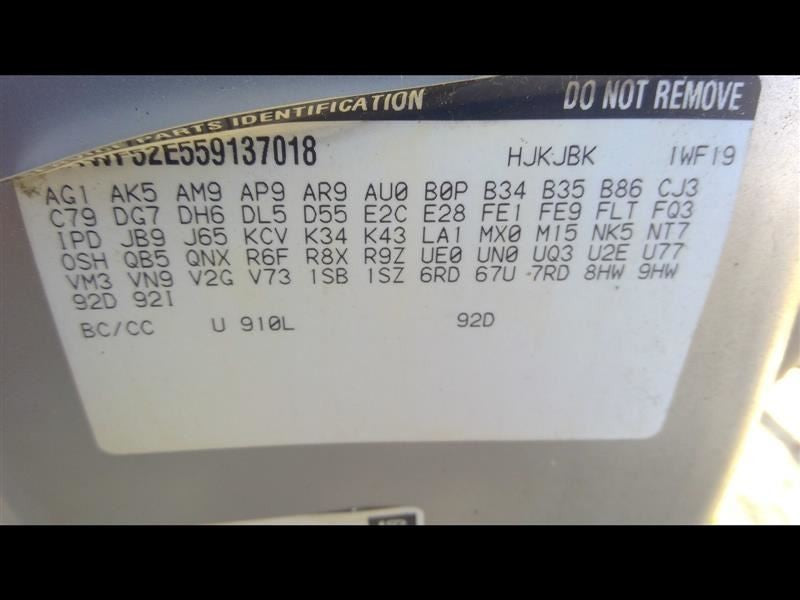 PARTS IDENTIFICATION DO NOT REMOVE
WF52E559137018 HJKJBK 1WF19
AG1 AK5 AM9 AP9 AR9 AU0 B0P B34 B35 B86 CJ3
C79 DG7 DH6 DL5 D55 E2C E28 FE1 FE9 FLT FQ3
IPD JB9 J65 KCV K34 K43 LA1 MX0 M15 NK5 NT7
OSH QB5 QNX R6F R8X R9Z UE0 UN0 UQ3 U2E U77
VM3 VN9 V2G V73 1SB 1SZ 6RD 67U 7RD 8HW 9HW
92D 92I
BC/CC U 910L 92D